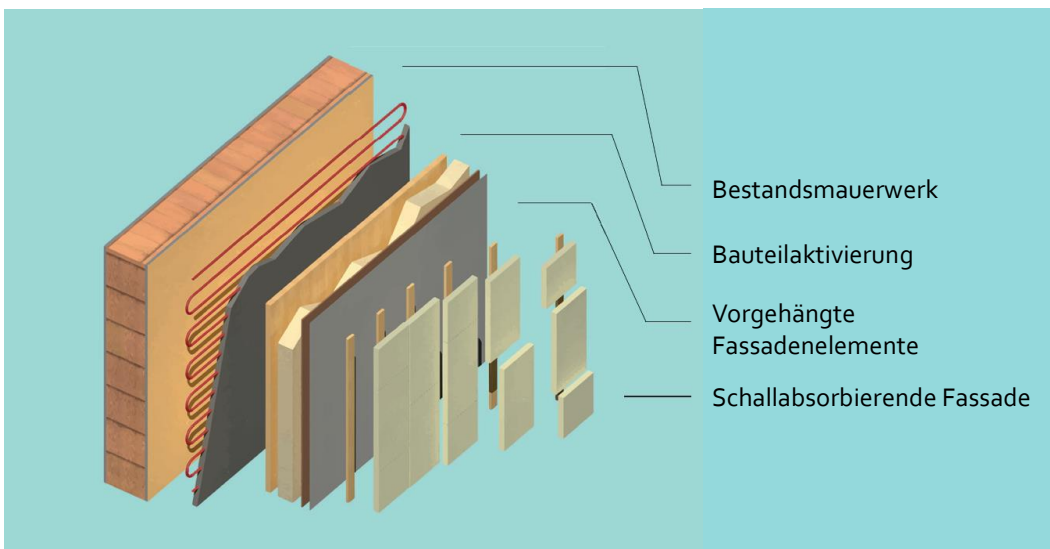 Bestandsmauerwerk
Bauteilaktivierung
Vorgehängte
Fassadenelemente
Schallabsorbierende Fassade